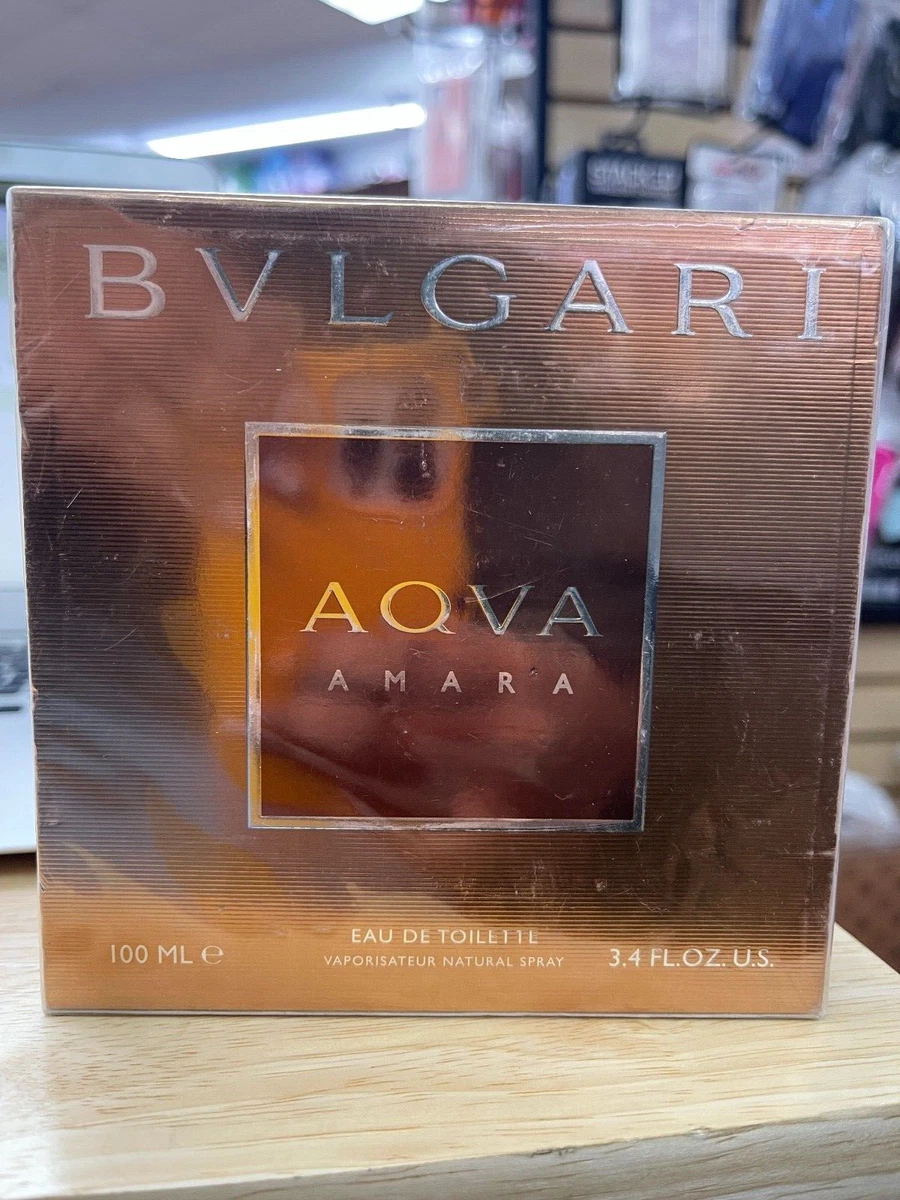 BVLGARI
AQVA
AMARA
EAU DE TOILETTE
100 ML ℮
VAPORISATEUR NATURAL SPRAY
3.4 FL.OZ. U.S.